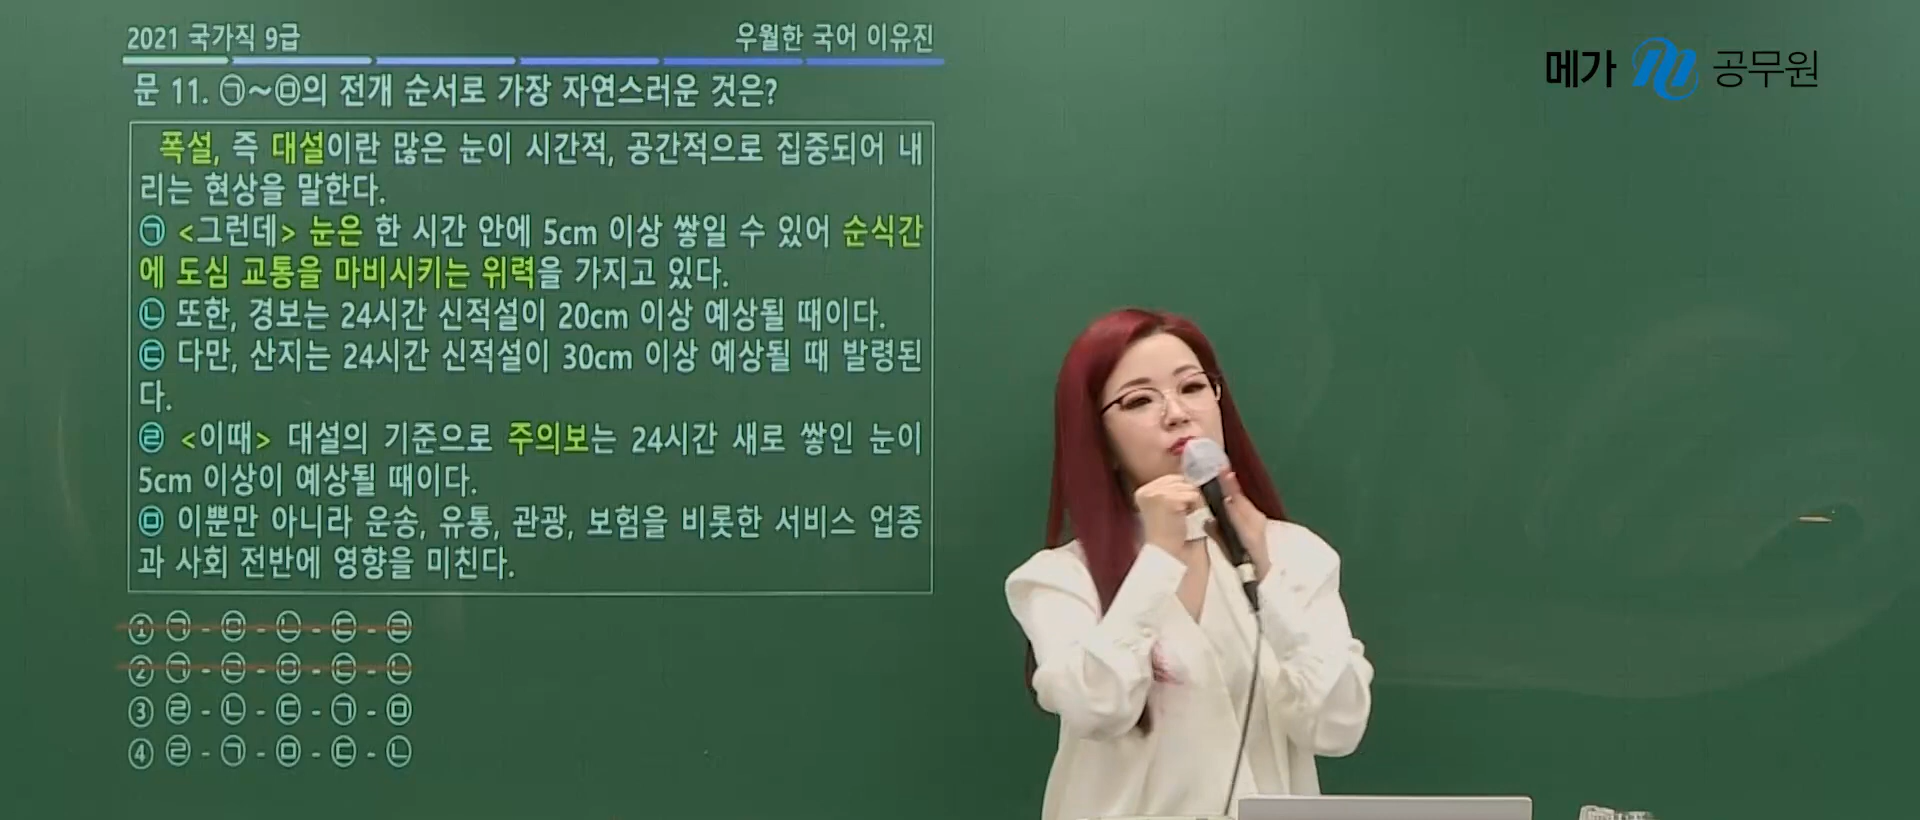 2021 국가직 9급
우월한 국어 이유진
메가 공무원
문 11. ㉠~㉤의 전개 순서로 가장 자연스러운 것은?
폭설, 즉 대설이란 많은 눈이 시간적, 공간적으로 집중되어 내
리는 현상을 말한다.
㉠ <그런데> 눈은 한 시간 안에 5cm 이상 쌓일 수 있어 순식간
에 도심 교통을 마비시키는 위력을 가지고 있다.
㉡ 또한, 경보는 24시간 신적설이 20cm 이상 예상될 때이다.
㉢ 다만, 산지는 24시간 신적설이 30cm 이상 예상될 때 발령된
다.
㉣ <이때> 대설의 기준으로 주의보는 24시간 새로 쌓인 눈이
5cm 이상이 예상될 때이다.
㉤ 이뿐만 아니라 운송, 유통, 관광, 보험을 비롯한 서비스 업종
과 사회 전반에 영향을 미친다.
① ㉠ - ㉤ - ㉡ - ㉢ - ㉣
② ㉠ - ㉣ - ㉤ - ㉢ - ㉡
③ ㉣ - ㉡ - ㉢ - ㉠ - ㉤
④ ㉣ - ㉠ - ㉤ - ㉢ - ㉡